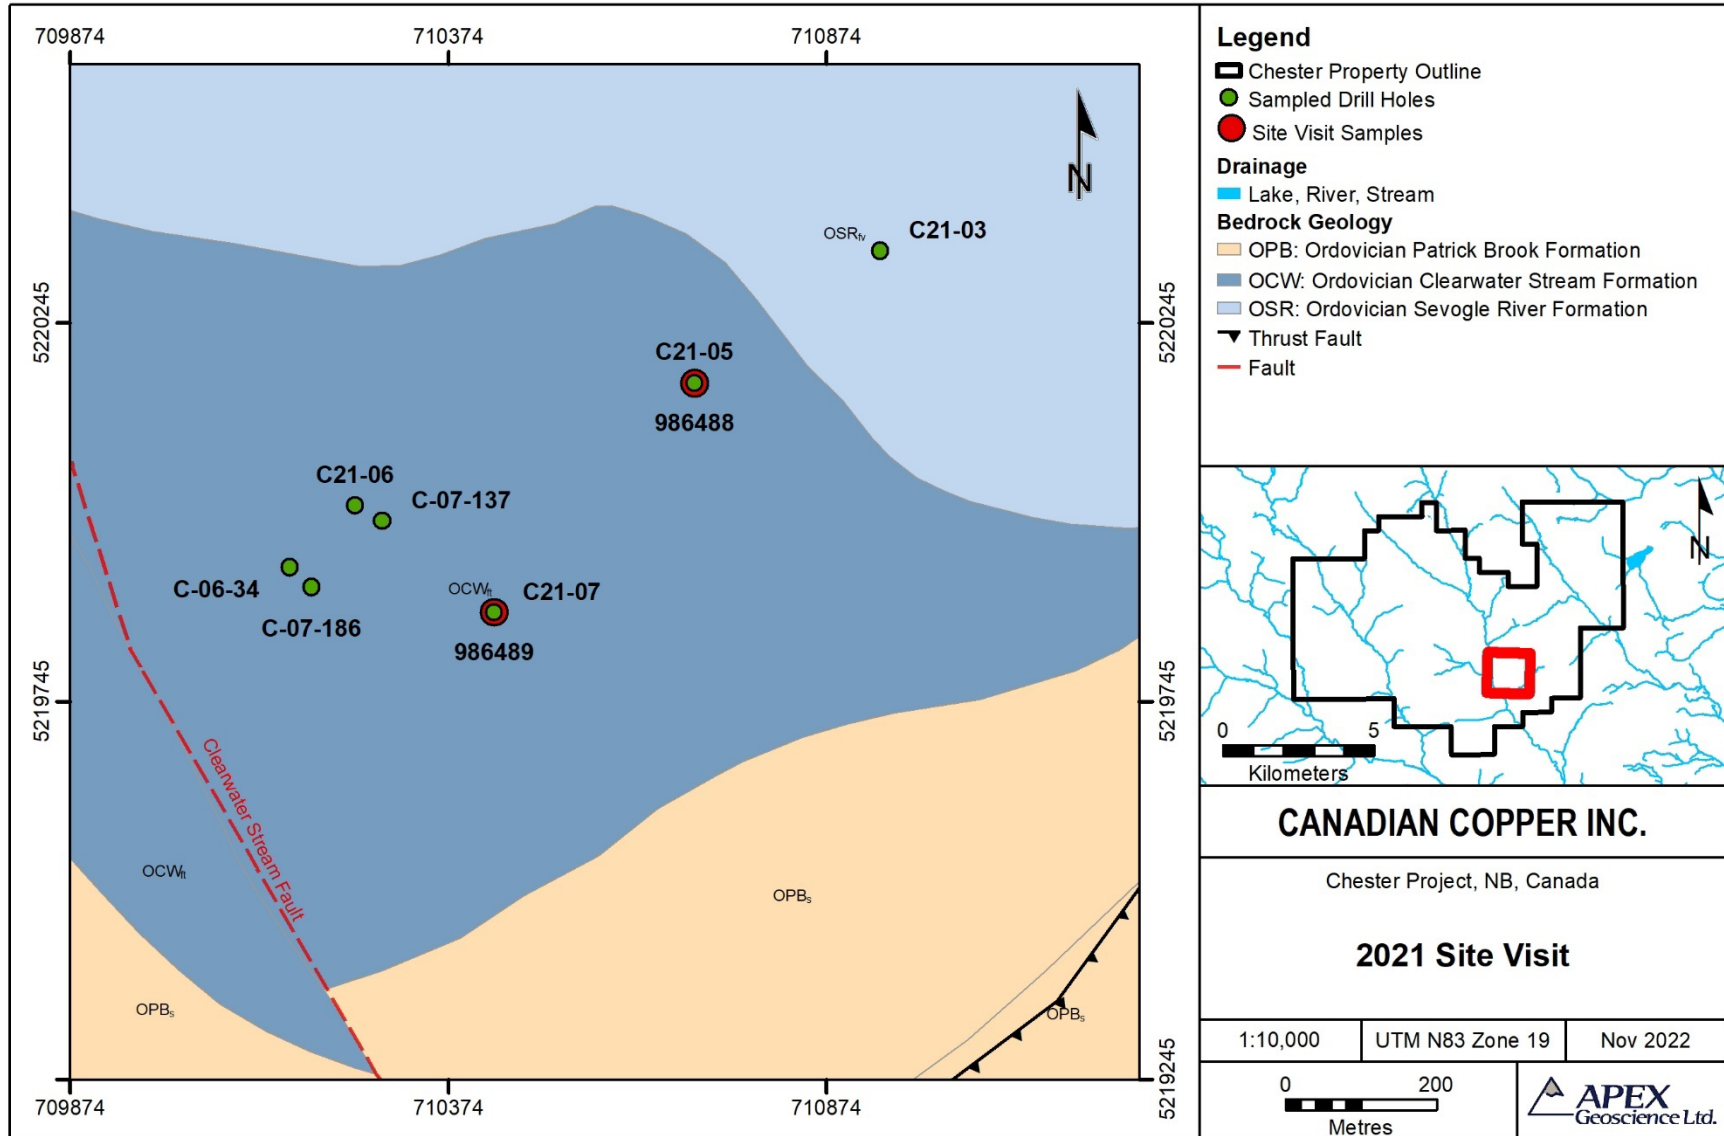 709874
710374
710874
5220245
5219745
5219245
5220245
5219745
709874
710374
710874
N
OSRfv
C21-03
C21-05
986488
C21-06
C-07-137
C-06-34
C-07-186
OCWft
C21-07
986489
Clearwater Stream Fault
OCWft
OPBs
OPBs
OPBs
Legend
Chester Property Outline
Sampled Drill Holes
Site Visit Samples
Drainage
Lake, River, Stream
Bedrock Geology
OPB: Ordovician Patrick Brook Formation
OCW: Ordovician Clearwater Stream Formation
OSR: Ordovician Sevogle River Formation
Thrust Fault
Fault
N
0 5
Kilometers
CANADIAN COPPER INC.
Chester Project, NB, Canada
2021 Site Visit
1:10,000 UTM N83 Zone 19 Nov 2022
0 200
Metres
APEX
Geoscience Ltd.